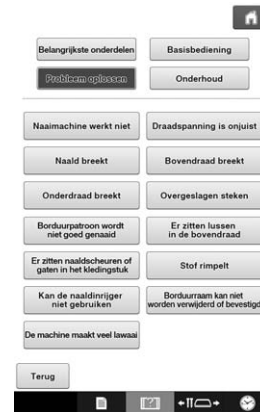 Belangrijkste onderdelen
Basisbediening
Probleem oplossen
Onderhoud
Naaimachine werkt niet
Draadspanning is onjuist
Naald breekt
Bovendraad breekt
Onderdraad breekt
Overgeslagen steken
Borduurpatroon wordt
niet goed genaaid
Er zitten lussen
in de bovendraad
Er zitten naaldscheuren of
gaten in het kledingstuk
Stof rimpelt
Kan de naaldinrijger
niet gebruiken
Borduurraam kan niet
worden verwijderd of bevestigd
De machine maakt veel lawaai
Terug